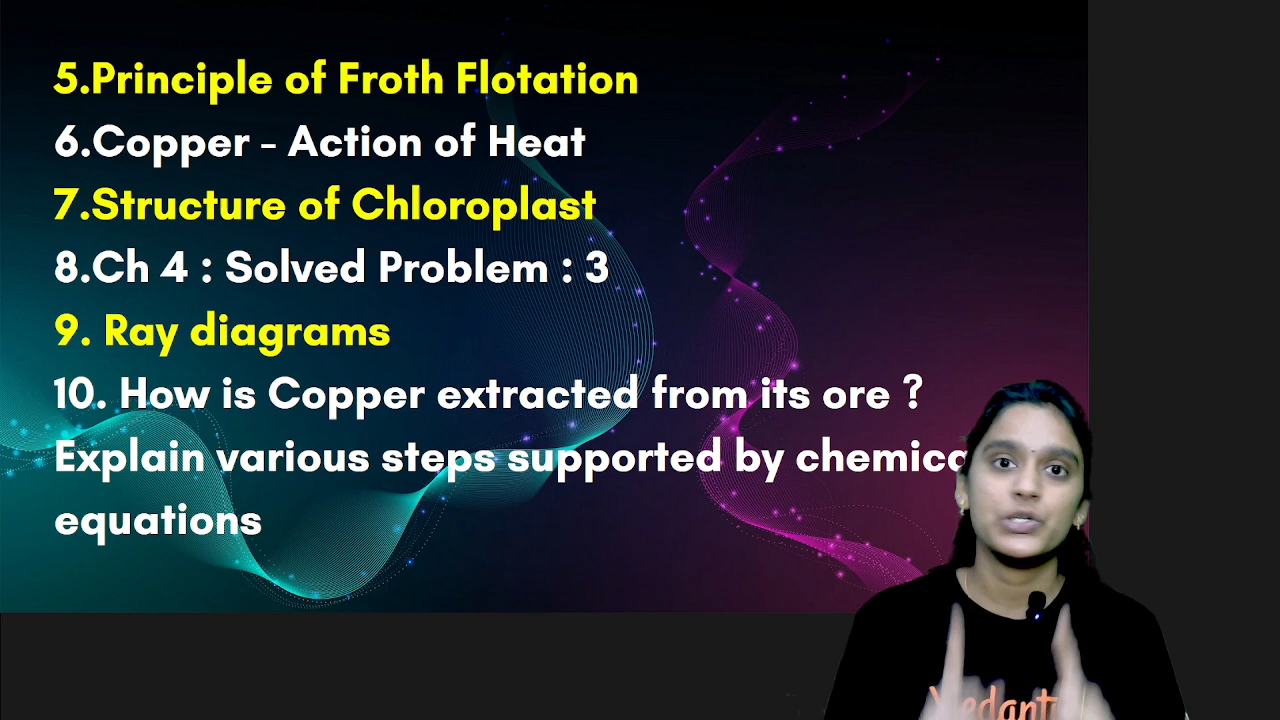 5.Principle of Froth Flotation
6.Copper - Action of Heat
7.Structure of Chloroplast
8.Ch 4 : Solved Problem : 3
9. Ray diagrams
10. How is Copper extracted from its ore ?
Explain various steps supported by
equations